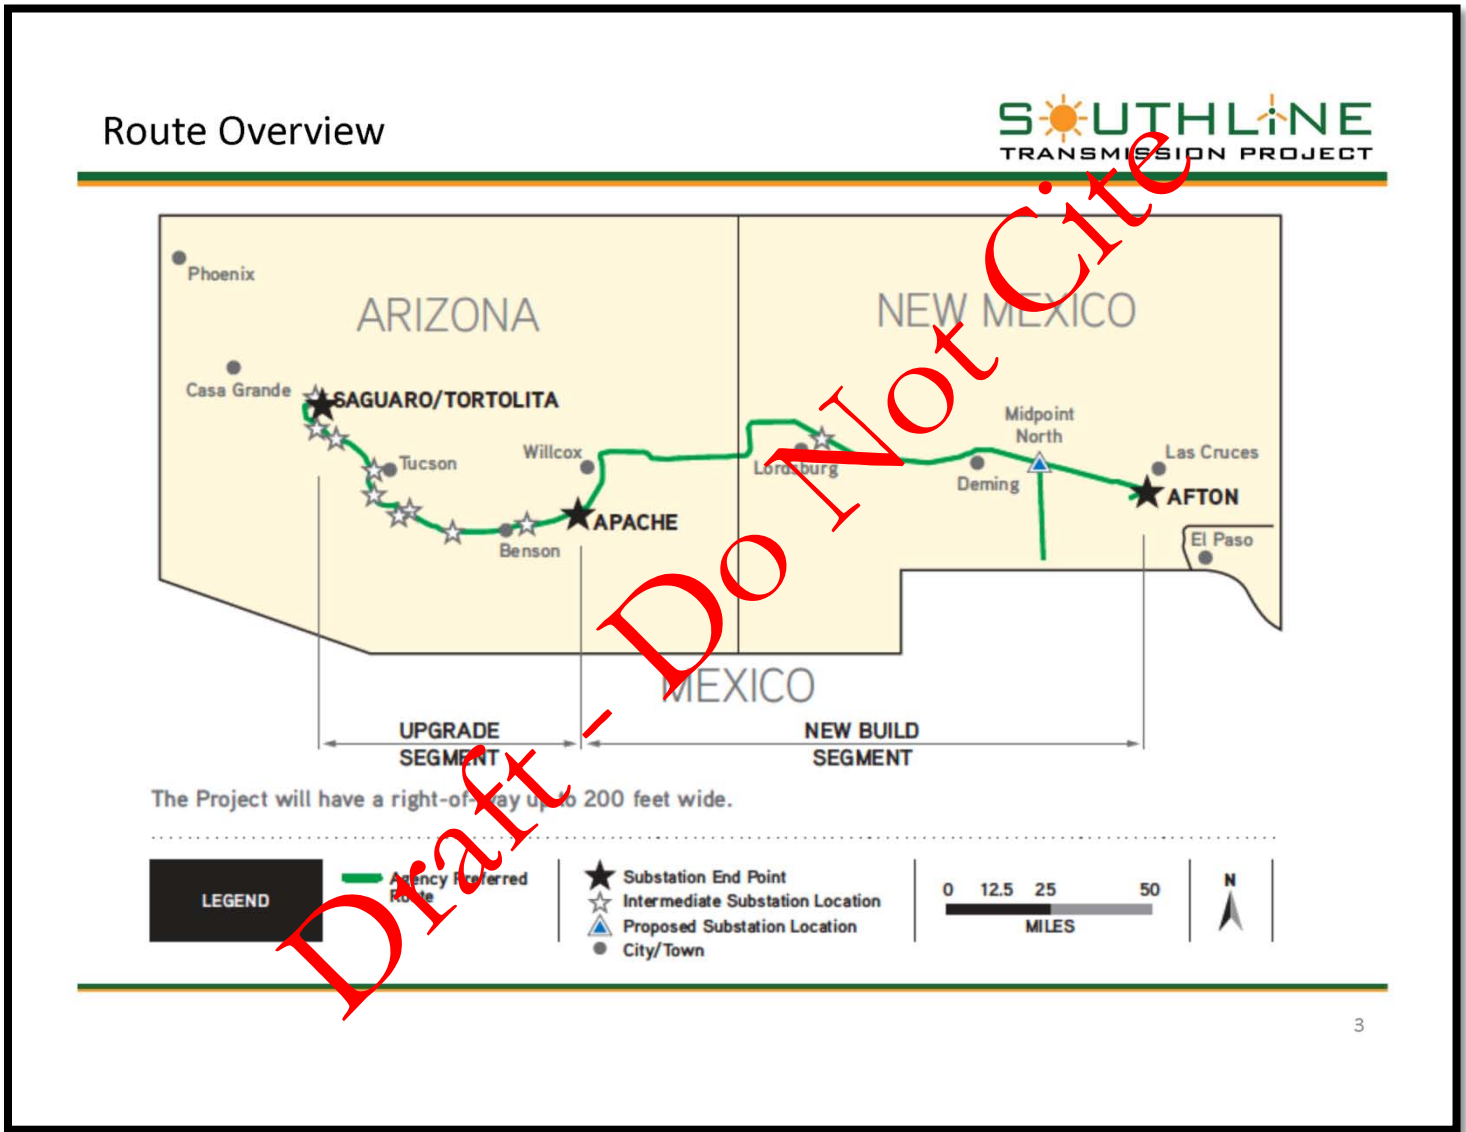 Route Overview
SOUTHLINE
TRANSMISSION PROJECT
Phoenix
ARIZONA
NEW MEXICO
Casa Grande
SAGUARO/TORTOLITA
Midpoint
North
Willcox
Tucson
Lordsburg
Las Cruces
Deming
AFTON
APACHE
Benson
El Paso
MEXICO
UPGRADE
SEGMENT
NEW BUILD
SEGMENT
The Project will have a right-of-way up to 200 feet wide.
LEGEND
Agency Preferred
Route
Substation End Point
Intermediate Substation Location
Proposed Substation Location
City/Town
0 12.5 25 50
MILES
N
Draft - Do Not Cite
3